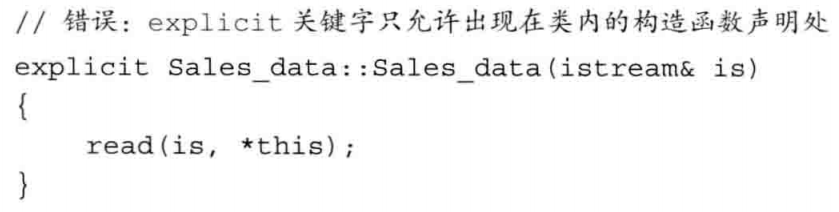 // 错误：explicit 关键字只允许出现在类内的构造函数声明处
explicit Sales_data::Sales_data(istream& is)
{
    read(is, *this);
}